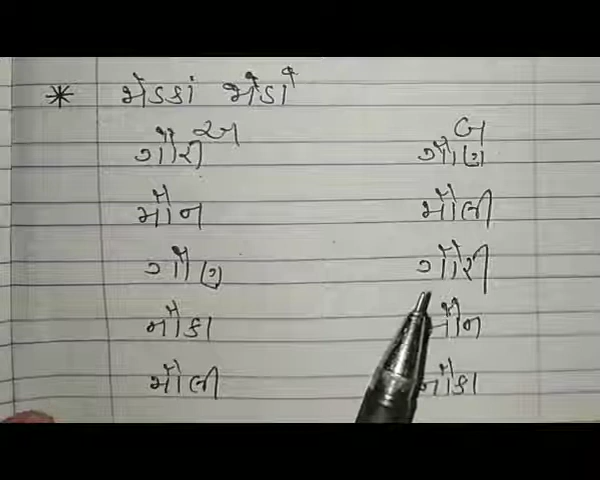 * જોડકાં જોડો
અ બ
ગૌરી ગૌણ
મૌન મૌલી
ગૌણ ગૌરી
નૌકા મૌન
મૌલી નૌકા